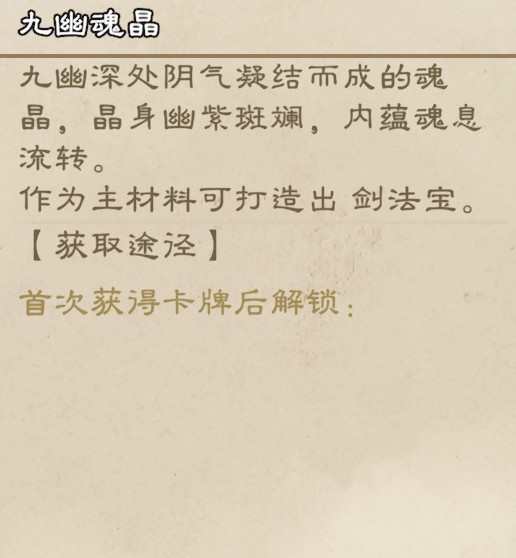 九幽魂晶
九幽深处阴气凝结而成的魂
晶，晶身幽紫斑斓，内蕴魂息
流转。
作为主材料可打造出 剑法宝。
【获取途径】
首次获得卡牌后解锁：